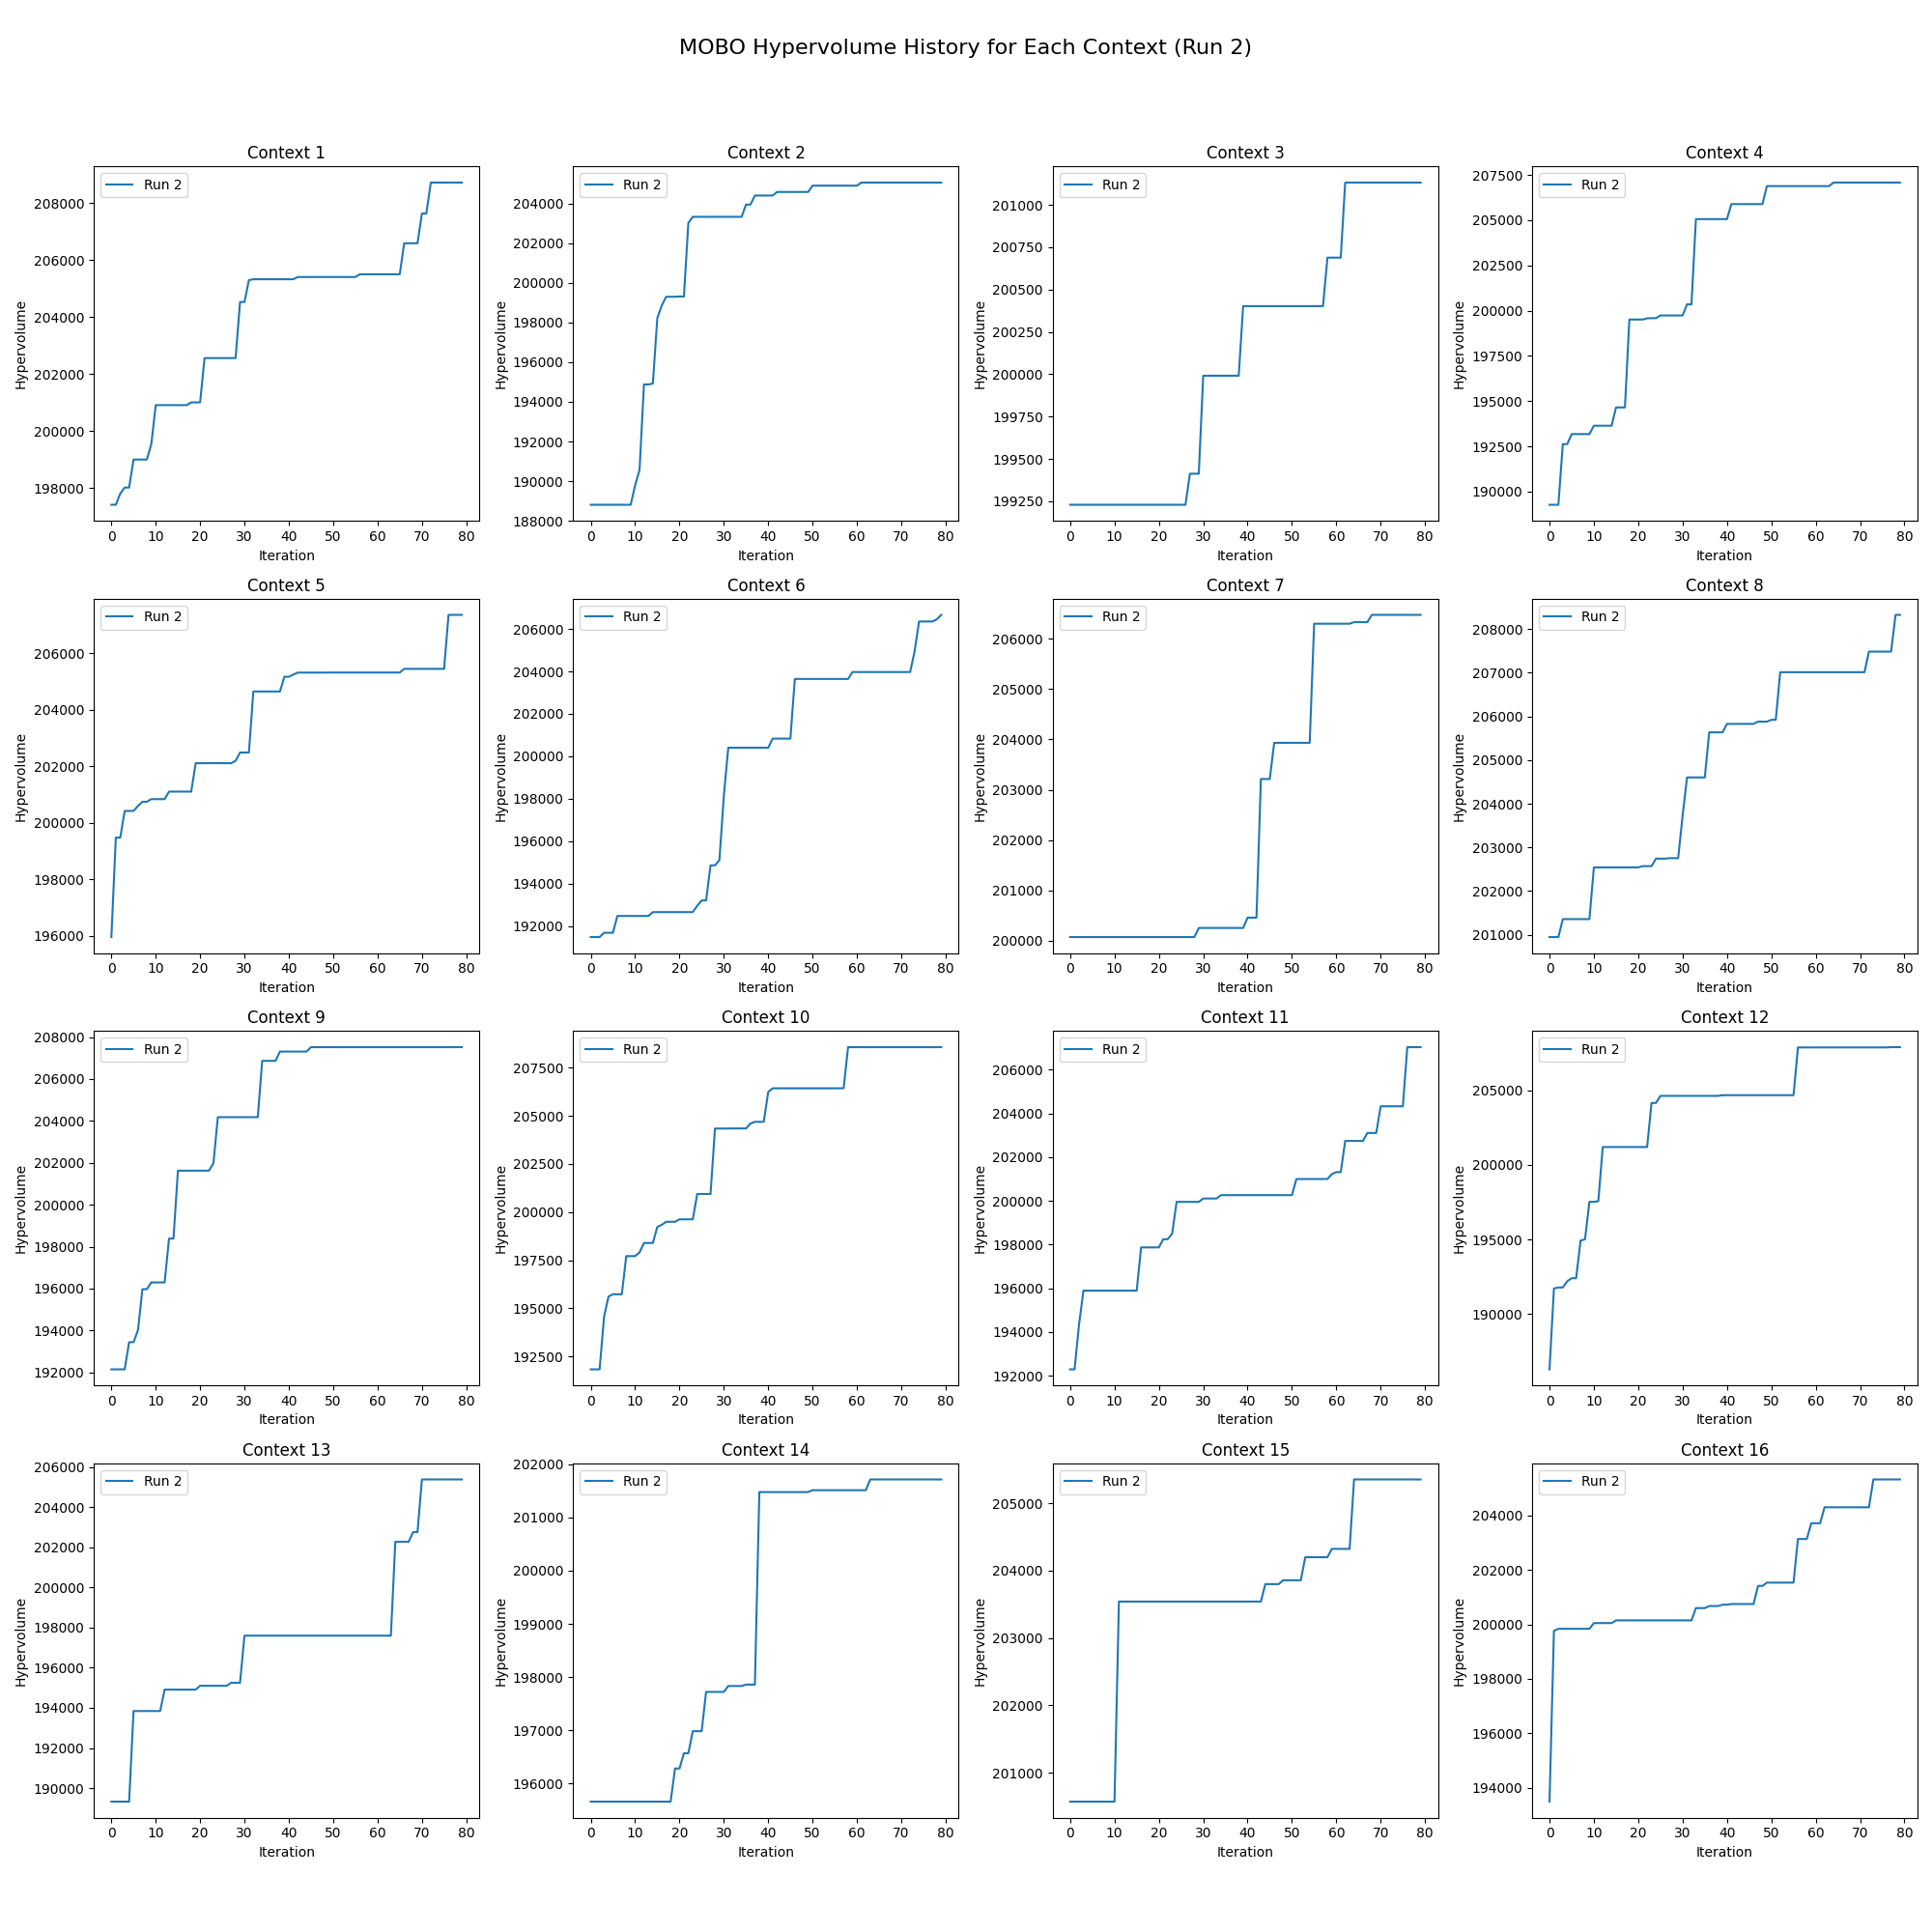 MOBO Hypervolume History for Each Context (Run 2)
Context 1
Run 2
208000
206000
204000
202000
200000
198000
Hypervolume
0 10 20 30 40 50 60 70 80
Iteration
Context 2
Run 2
204000
202000
200000
198000
196000
194000
192000
190000
188000
Hypervolume
0 10 20 30 40 50 60 70 80
Iteration
Context 3
Run 2
201000
200750
200500
200250
200000
199750
199500
199250
Hypervolume
0 10 20 30 40 50 60 70 80
Iteration
Context 4
Run 2
207500
205000
202500
200000
197500
195000
192500
190000
Hypervolume
0 10 20 30 40 50 60 70 80
Iteration
Context 5
Run 2
206000
204000
202000
200000
198000
196000
Hypervolume
0 10 20 30 40 50 60 70 80
Iteration
Context 6
Run 2
206000
204000
202000
200000
198000
196000
194000
192000
Hypervolume
0 10 20 30 40 50 60 70 80
Iteration
Context 7
Run 2
206000
205000
204000
203000
202000
201000
200000
Hypervolume
0 10 20 30 40 50 60 70 80
Iteration
Context 8
Run 2
208000
207000
206000
205000
204000
203000
202000
201000
Hypervolume
0 10 20 30 40 50 60 70 80
Iteration
Context 9
Run 2
208000
206000
204000
202000
200000
198000
196000
194000
192000
Hypervolume
0 10 20 30 40 50 60 70 80
Iteration
Context 10
Run 2
207500
205000
202500
200000
197500
195000
192500
Hypervolume
0 10 20 30 40 50 60 70 80
Iteration
Context 11
Run 2
206000
204000
202000
200000
198000
196000
194000
192000
Hypervolume
0 10 20 30 40 50 60 70 80
Iteration
Context 12
Run 2
205000
200000
195000
190000
Hypervolume
0 10 20 30 40 50 60 70 80
Iteration
Context 13
Run 2
206000
204000
202000
200000
198000
196000
194000
192000
190000
Hypervolume
0 10 20 30 40 50 60 70 80
Iteration
Context 14
Run 2
202000
201000
200000
199000
198000
197000
196000
Hypervolume
0 10 20 30 40 50 60 70 80
Iteration
Context 15
Run 2
205000
204000
203000
202000
201000
Hypervolume
0 10 20 30 40 50 60 70 80
Iteration
Context 16
Run 2
204000
202000
200000
198000
196000
194000
Hypervolume
0 10 20 30 40 50 60 70 80
Iteration